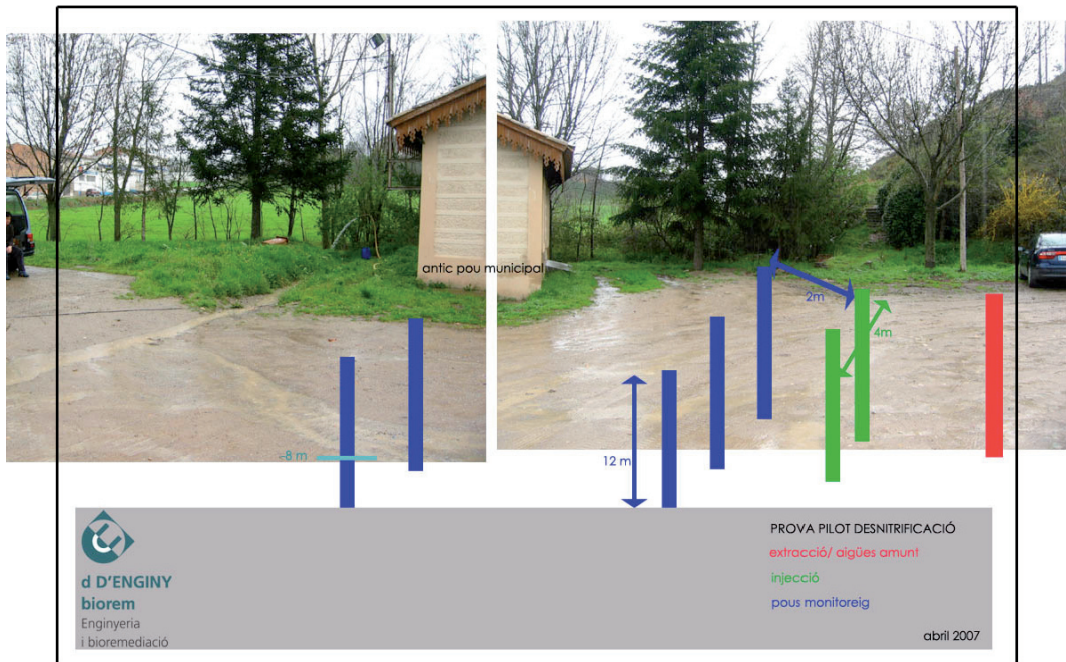 antic pou municipal
2m
4m
-8 m
12 m
d D'ENGINY
biorem
Enginyeria
i bioremediació
PROVA PILOT DESNITRIFICACIÓ
extracció/ aigües amunt
injecció
pous monitoreig
abril 2007